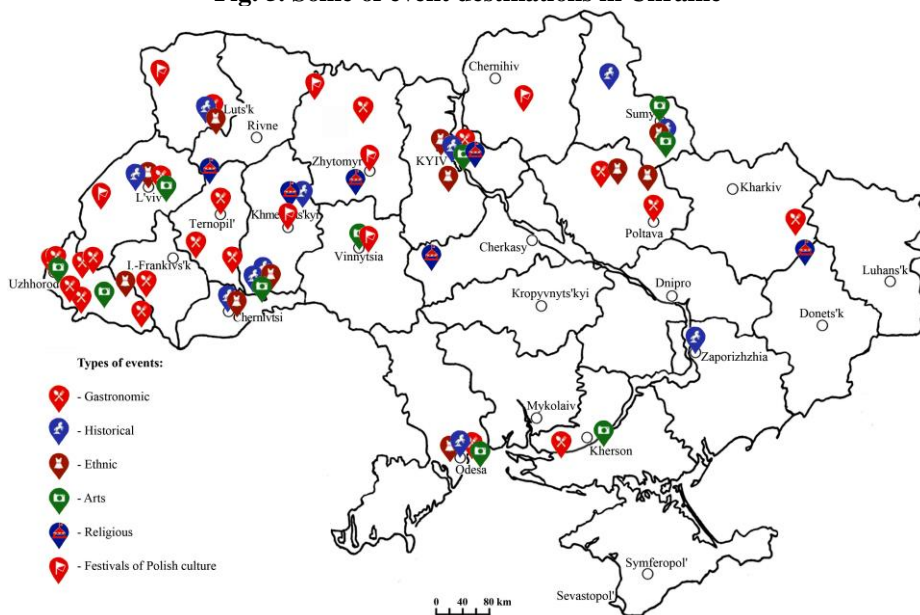 Some of event destinations in Ukraine
Chernihiv
Luts'k
Rivne
Sumy
Zhytomyr
KYIV
L'viv
Kharkiv
Ternopil'
Poltava
Vinnytsia
Cherkasy
I.-Frankivs'k
Uzhhorod
Luhans'k
Dnipro
Kropyvnyts'kyi
Donets'k
Chernivtsi
Zaporizhzhia
Types of events:
- Gastronomic
- Historical
- Ethnic
- Arts
- Religious
- Festivals of Polish culture
Mykolaiv
Kherson
Odesa
Symferopol'
Sevastopol'
0 40 80 km